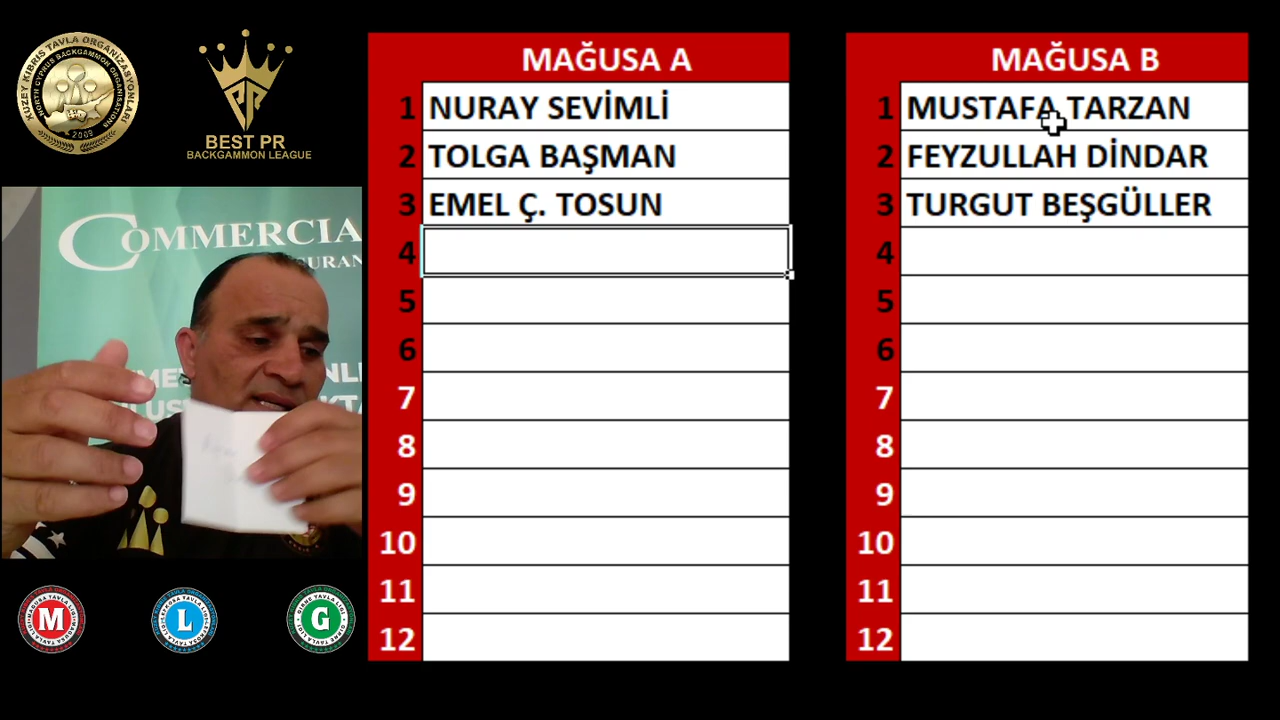 KUZEY KIBRIS TAVLA ORGANİZASYONLARI
NORTH CYPRUS BACKGAMMON ORGANISATIONS
2009
BEST PR
BACKGAMMON LEAGUE
COMMERCIA
URAN
M
L
G
MAĞUSA A
1 NURAY SEVİMLİ
2 TOLGA BAŞMAN
3 EMEL Ç. TOSUN
4
5
6
7
8
9
10
11
12
MAĞUSA B
1 MUSTAFA TARZAN
2 FEYZULLAH DİNDAR
3 TURGUT BEŞGÜLLER
4
5
6
7
8
9
10
11
12